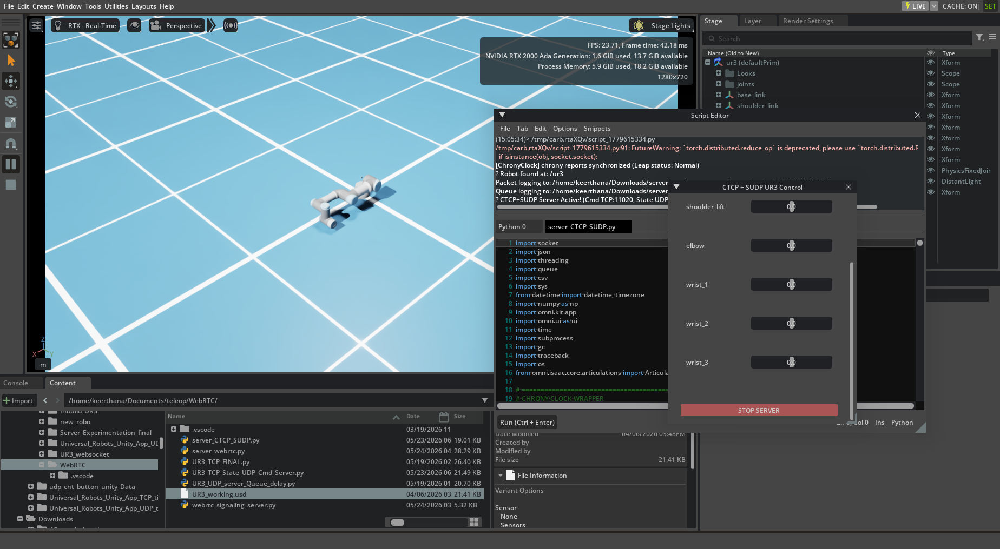 File Edit Create Window Tools Utilities Layouts Help
LIVE
CACHE: ON
SET
RTX - Real-Time
Perspective
Stage Lights
FPS: 23.71, Frame time: 42.18 ms
NVIDIA RTX 2000 Ada Generation: 1.6 GiB used, 13.7 GiB available
Process Memory: 5.9 GiB used, 18.2 GiB available
1280x720
Z
X
Y
m
Stage
Layer
Render Settings
Search
Name (Old to New)
Type
ur3 (defaultPrim)
Xform
Looks
Scope
joints
Scope
base_link
Xform
shoulder_link
Xform
Xform
Xform
Xform
Xform
Xform
PhysicsFixedJoin
DistantLight
Xform
Script Editor
File Tab Edit Options Snippets
(15:05:34)> /tmp/carb.rtaXQv/script_1779615334.py
/tmp/carb.rtaXQv/script_1779615334.py:91: FutureWarning: `torch.distributed.reduce_op` is deprecated, please use `torch.distributed.R
if isinstance(obj, socket.socket):
[ChronyClock] chrony reports synchronized (Leap status: Normal)
? Robot found at: /ur3
Packet logging to: /home/keerthana/Downloads/server
Queue logging to: /home/keerthana/Downloads/server
? CTCP+SUDP Server Active! (Cmd TCP:11020, State UDP
Python 0
server_CTCP_SUDP.py
1 import socket
2 import json
3 import threading
4 import queue
5 import csv
6 import sys
7 from datetime import datetime, timezone
8 import numpy as np
9 import omni.kit.app
10 import omni.ui as ui
11 import time
12 import subprocess
13 import gc
14 import traceback
15 import os
16 from omni.isaac.core.articulations import Articula
17
18 # =======================================
19 # CHRONY CLOCK WRAPPER
Run (Ctrl + Enter)
Ins
Python
CTCP + SUDP UR3 Control
shoulder_lift
0.0
elbow
0.0
wrist_1
0.0
wrist_2
0.0
wrist_3
0.0
STOP SERVER
Console
Content
Import
/home/keerthana/Documents/teleop/WebRTC/
inbuild_UR3
new_robo
Server_Experimentation_final
Universal_Robots_Unity_App_UD
UR3_websocket
WebRTC
.vscode
udp_cnt_button_unity_Data
Universal_Robots_Unity_App_TCP_ti
Universal_Robots_Unity_App_UDP_t
Downloads
Name
Date
Size
.vscode 03/19/2026 11
server_CTCP_SUDP.py 05/23/2026 06 19.01 KB
server_webrtc.py 05/24/2026 04 28.29 KB
UR3_TCP_FINAL.py 05/19/2026 02 26.40 KB
UR3_TCP_State_UDP_Cmd_Server.py 05/23/2026 06 21.49 KB
UR3_UDP_server_Queue_delay.py 05/19/2026 01 20.70 KB
UR3_working.usd 04/06/2026 03 21.41 KB
webrtc_signaling_server.py 05/24/2026 03 5.32 KB
Date Modified 04/06/2026 03:48PM
Created by
Modified by
File size 21.41 KB
File Information
Variant Options
Sensor
None
Sensors